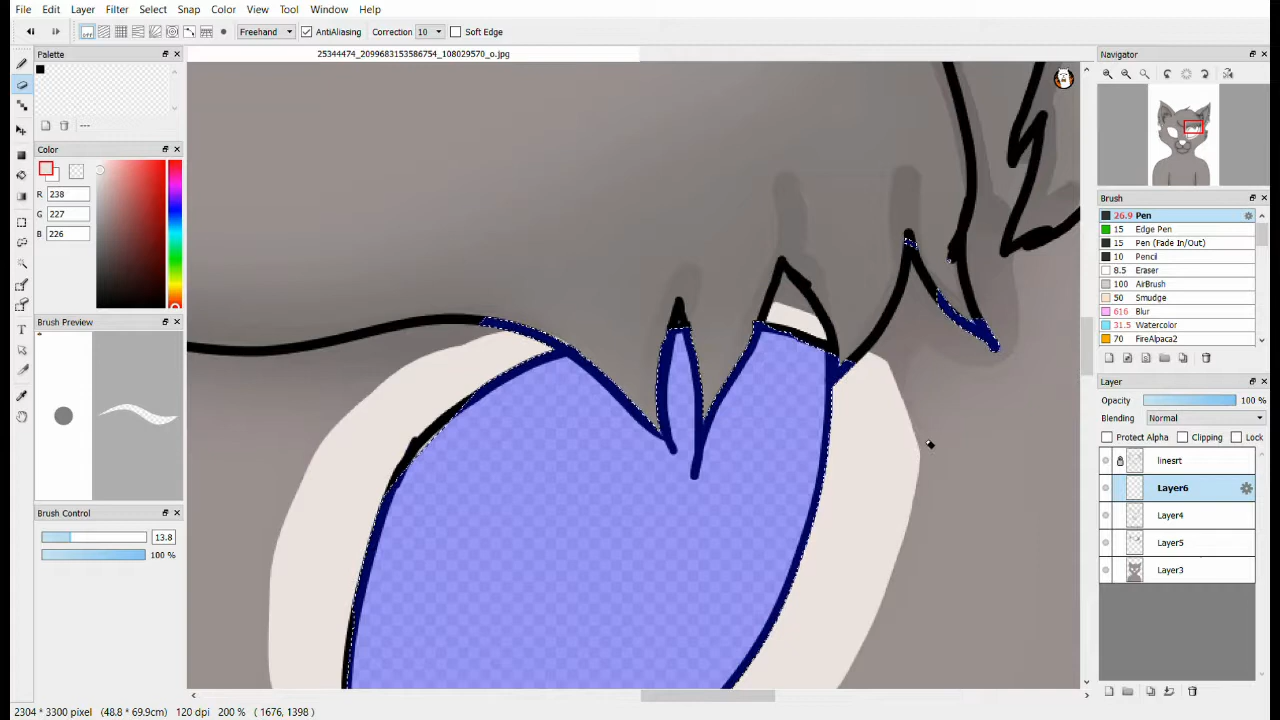 File Edit Layer Filter Select Snap Color View Tool Window Help
OFF Freehand AntiAliasing Correction 10 Soft Edge
Palette
25344474_2099683153586754_108029570_o.jpg
Navigator
---
Color
R 238
G 227
B 226
Brush
26.9 Pen
15 Edge Pen
15 Pen (Fade In/Out)
10 Pencil
8.5 Eraser
100 AirBrush
50 Smudge
616 Blur
31.5 Watercolor
70 FireAlpaca2
Brush Preview
Layer
Opacity 100 %
Blending Normal
Protect Alpha Clipping Lock
linesrt
Layer6
Layer4
Layer5
Layer3
Brush Control
13.8
100 %
2304 * 3300 pixel (48.8 * 69.9cm) 120 dpi 200 % ( 1676, 1398 )